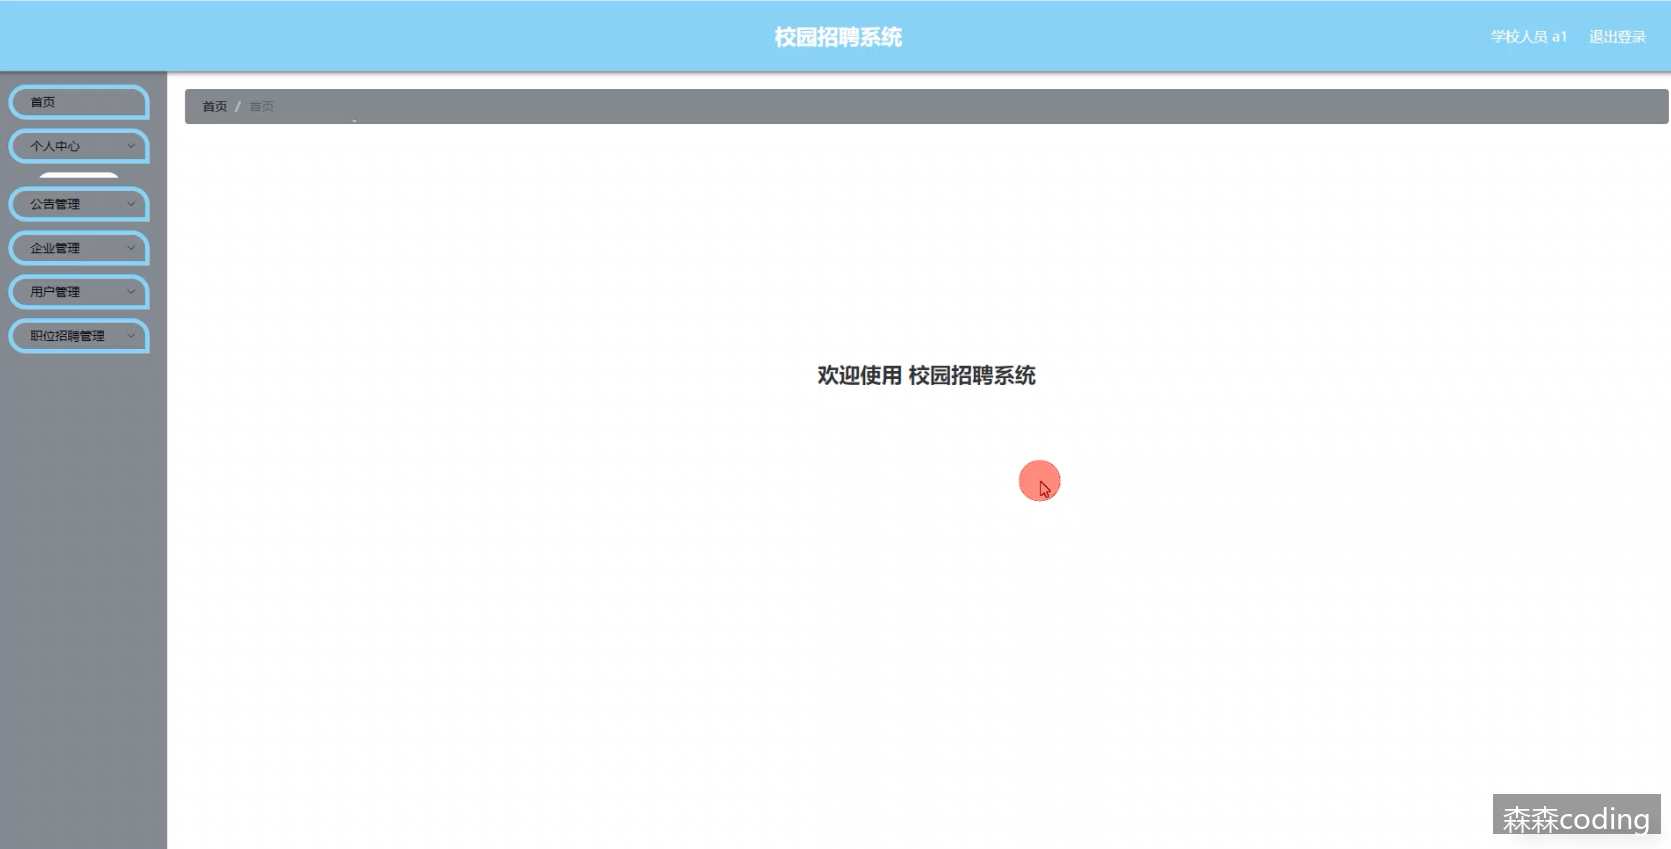 校园招聘系统
学校人员 a1 退出登录
首页
个人中心
公告管理
企业管理
用户管理
职位招聘管理
首页 / 首页
欢迎使用 校园招聘系统
森森coding